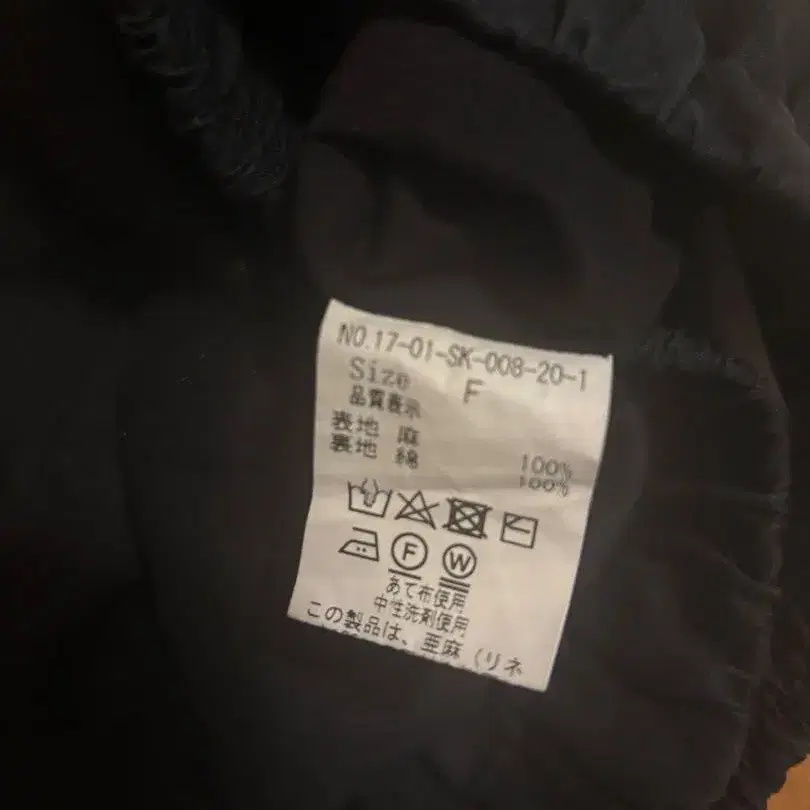 NO.17-01-SK-008-20-1
Size F
品質表示
表地 麻 100%
裏地 綿 100%
F W
あて布使用
中性洗剤使用
この製品は、亜麻（リネ